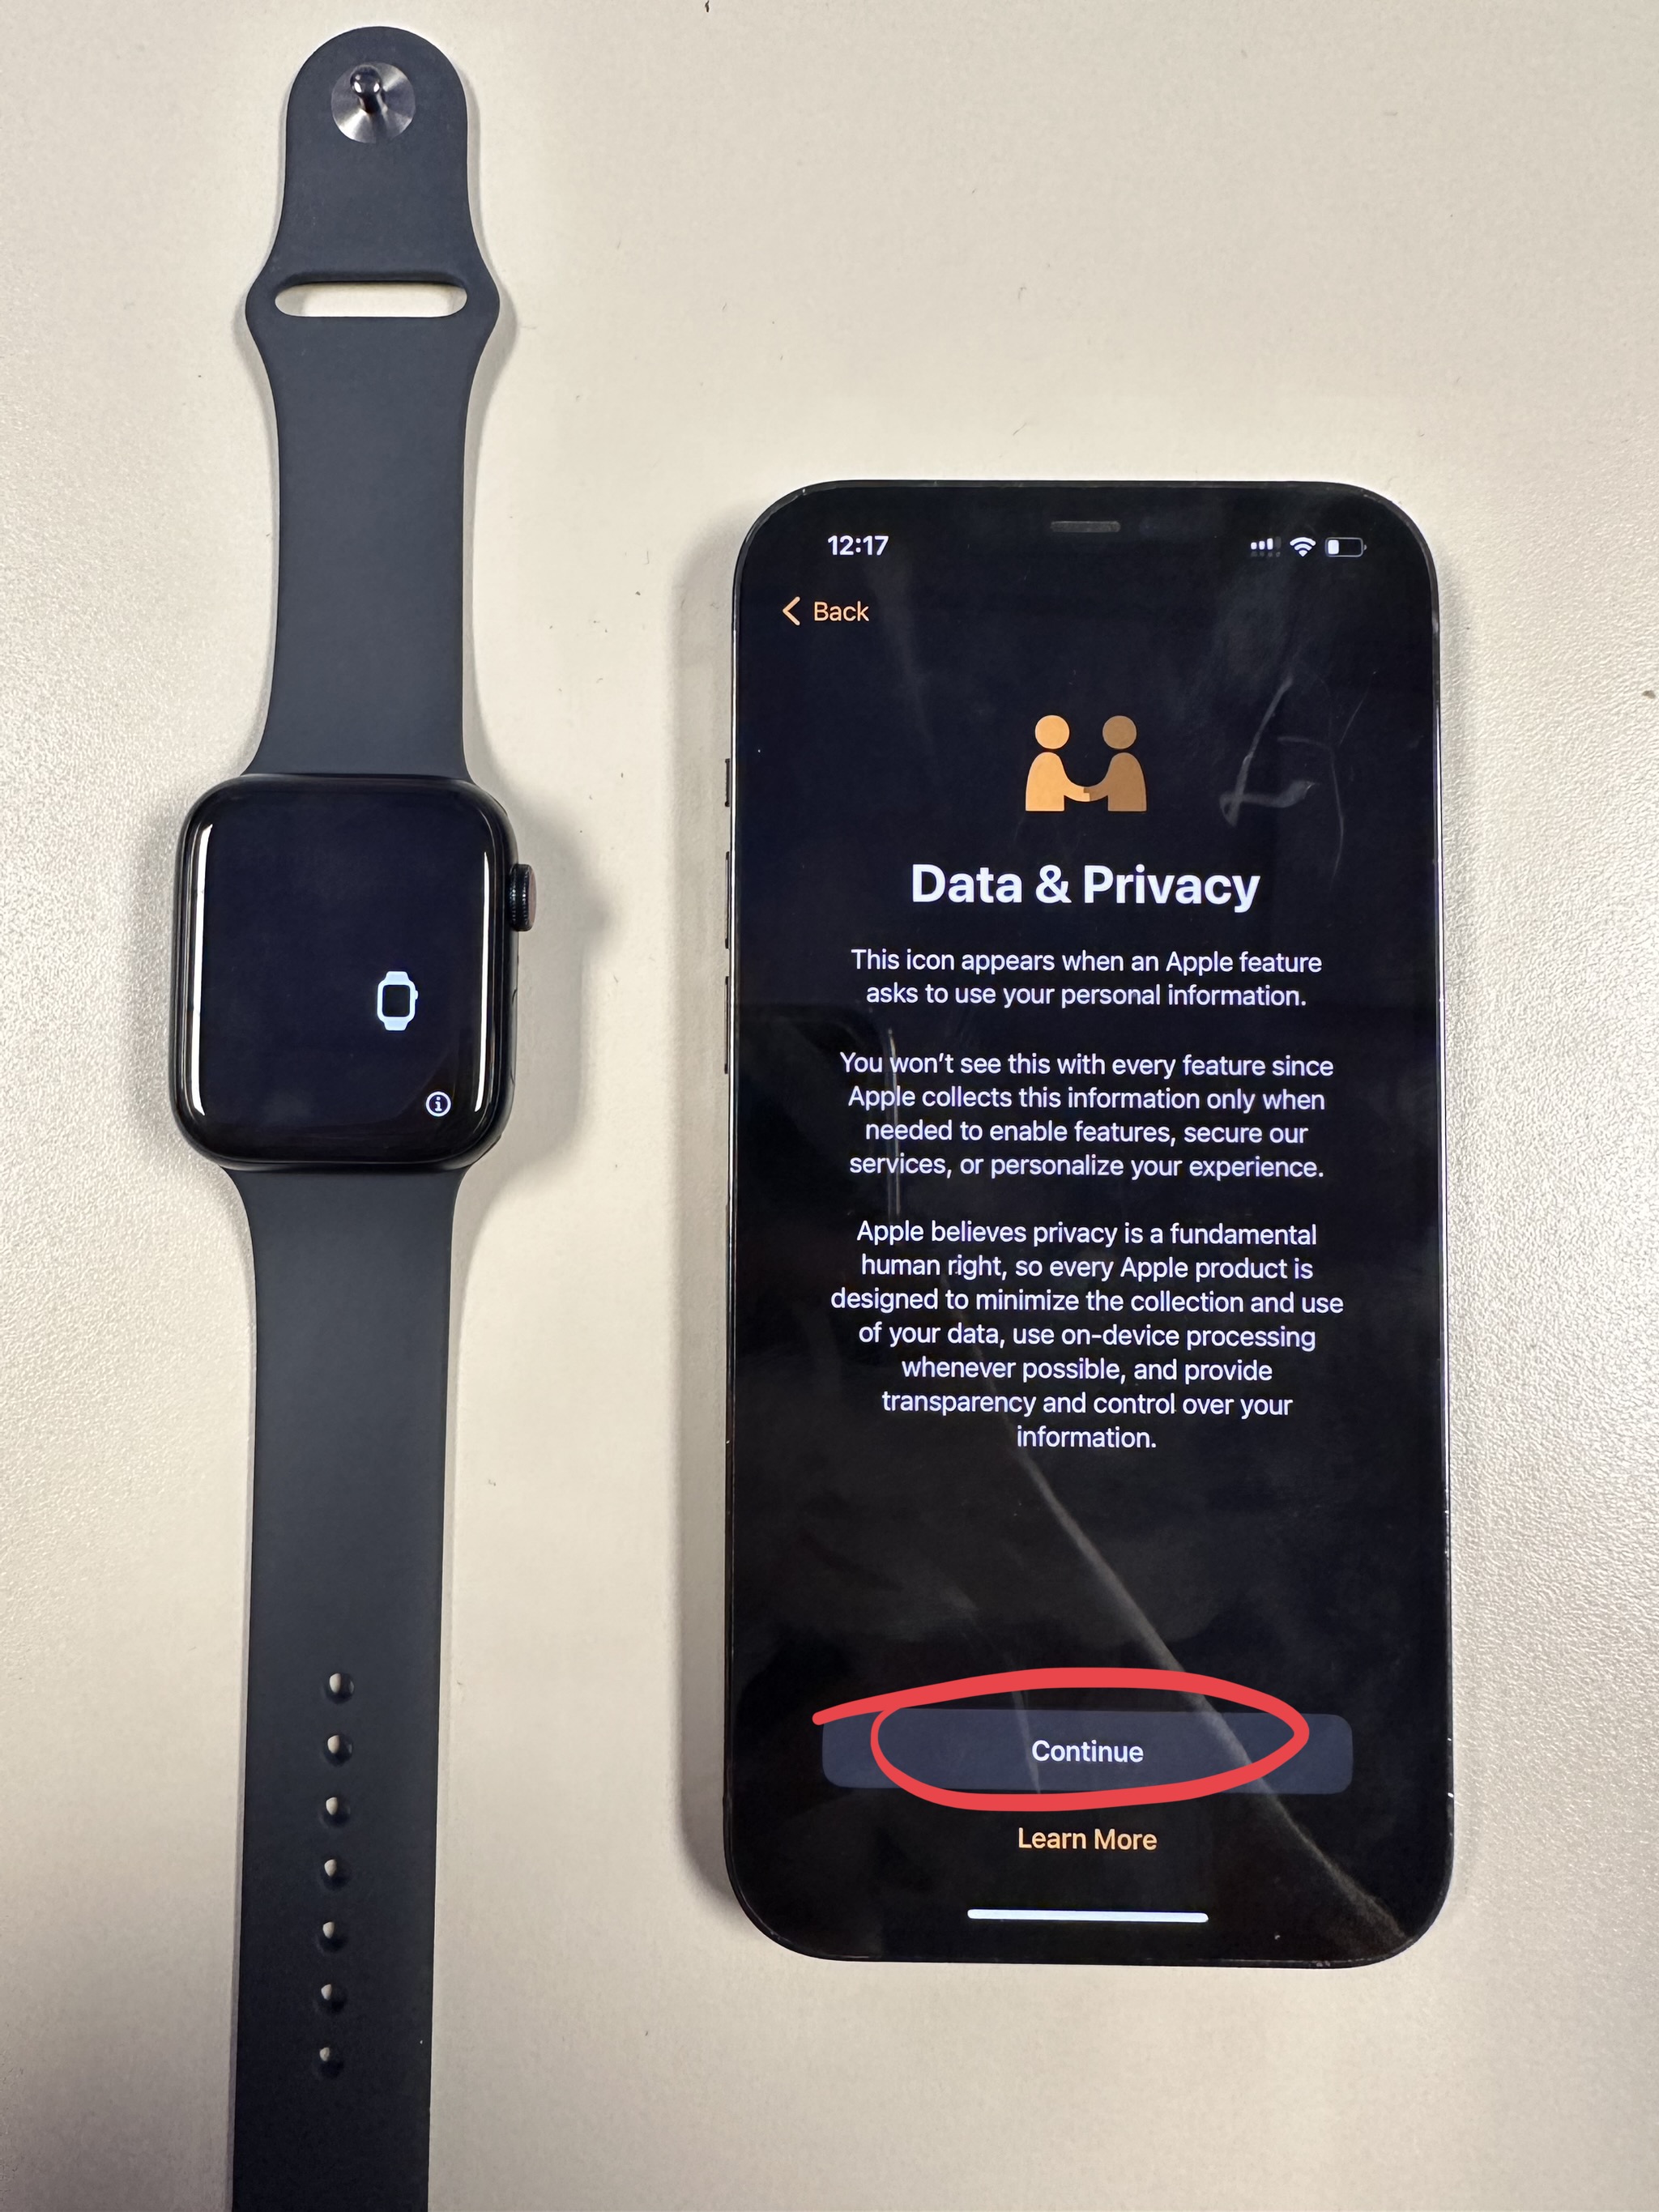 12:17
Back
Data & Privacy
This icon appears when an Apple feature
asks to use your personal information.
You won't see this with every feature since
Apple collects this information only when
needed to enable features, secure our
services, or personalize your experience.
Apple believes privacy is a fundamental
human right, so every Apple product is
designed to minimize the collection and use
of your data, use on-device processing
whenever possible, and provide
transparency and control over your
information.
Continue
Learn More